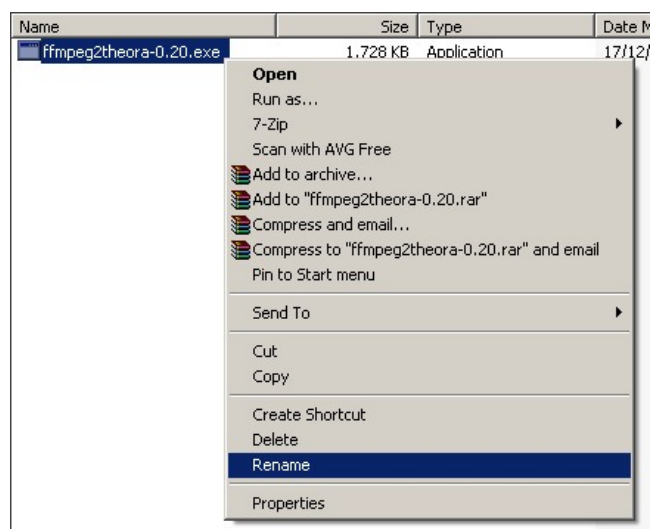 Name Size Type Date M
ffmpeg2theora-0.20.exe 1.728 KB Application 17/12/
Open
Run as...
7-Zip
Scan with AVG Free
Add to archive...
Add to "ffmpeg2theora-0.20.rar"
Compress and email...
Compress to "ffmpeg2theora-0.20.rar" and email
Pin to Start menu
Send To
Cut
Copy
Create Shortcut
Delete
Rename
Properties